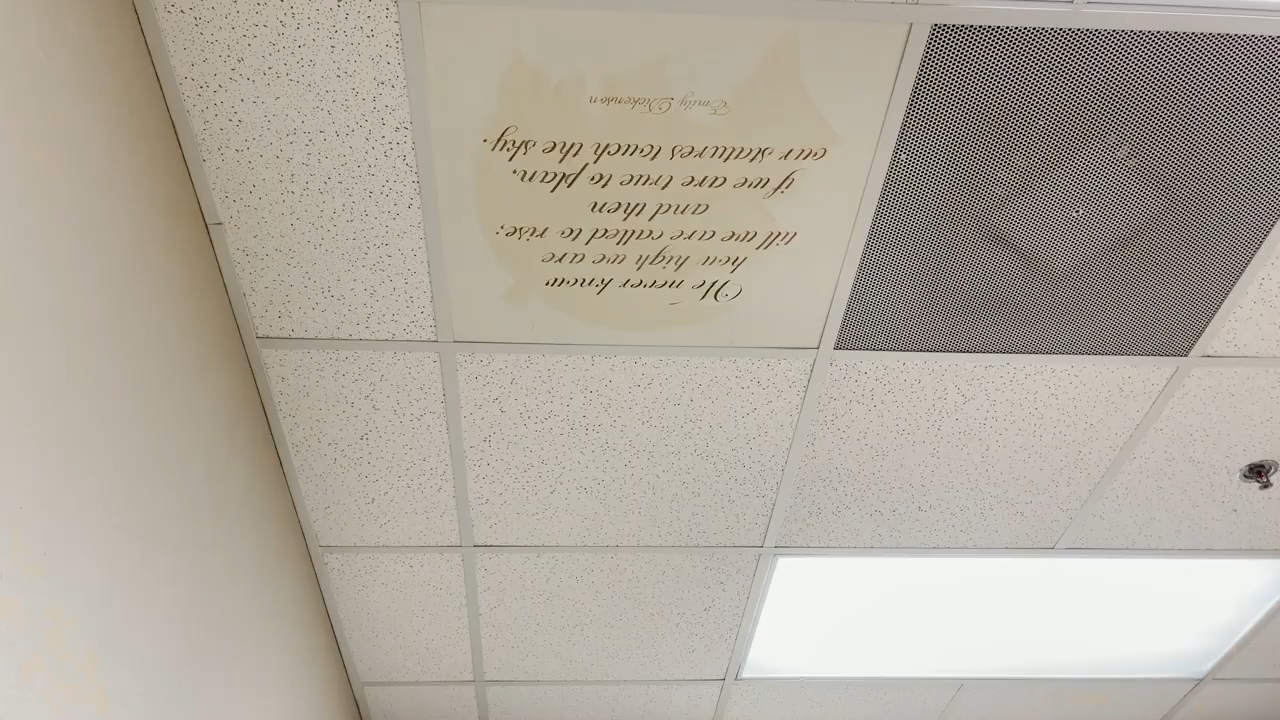 We never know
how high we are
till we are called to rise;
and then
if we are true to plan,
our statures touch the sky.
Emily Dickenson